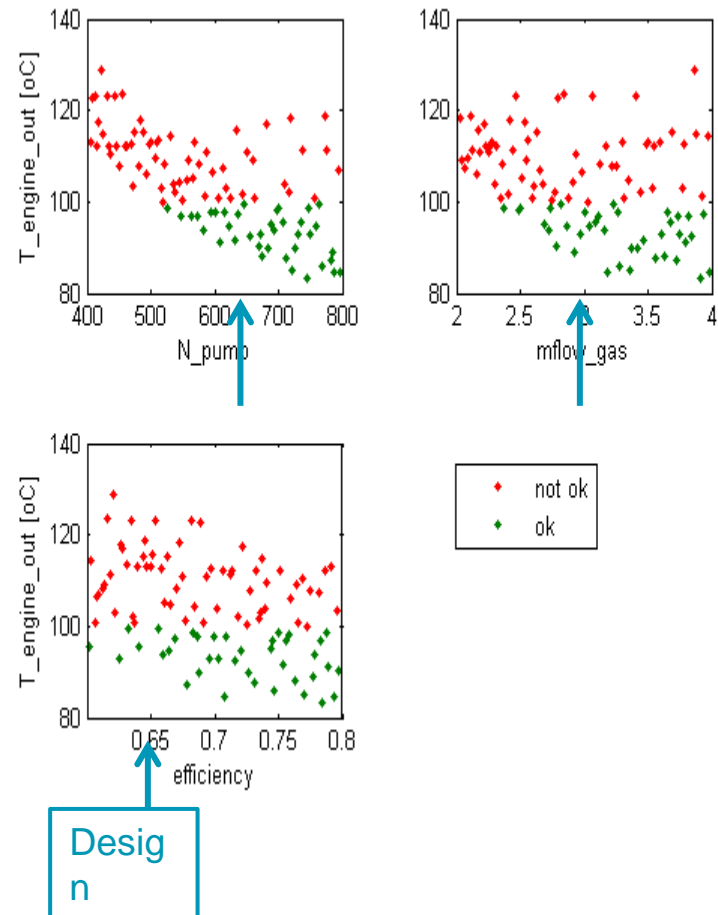 140
120
100
80
T_engine_out [oC]
400 500 600 700 800
N_pump
140
120
100
80
2 2.5 3 3.5 4
mflow_gas
140
120
100
80
T_engine_out [oC]
0.65 0.7 0.75 0.8
efficiency
not ok
ok
Desig
n